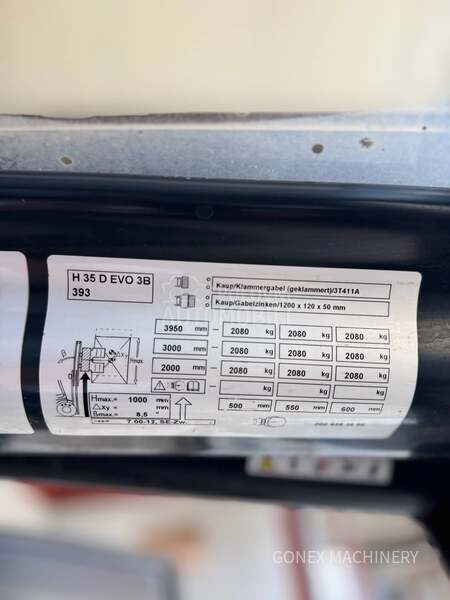 H 35 D EVO 3B
393
Kaup/Klammergabel (geklammert)/3T411A
Kaup/Gabelzinken/1200 x 120 x 50 mm
3950 mm - 2080 kg 2080 kg 2080 kg
3000 mm - 2080 kg 2080 kg 2080 kg
2000 mm - 2080 kg 2080 kg 2080 kg
- kg kg kg
500 mm 550 mm 600 mm
Hmax.= 1000 mm
△xy = mm
ßmax.= 8,5 °
7.00-12, SE-Zw.
GONEX MACHINERY